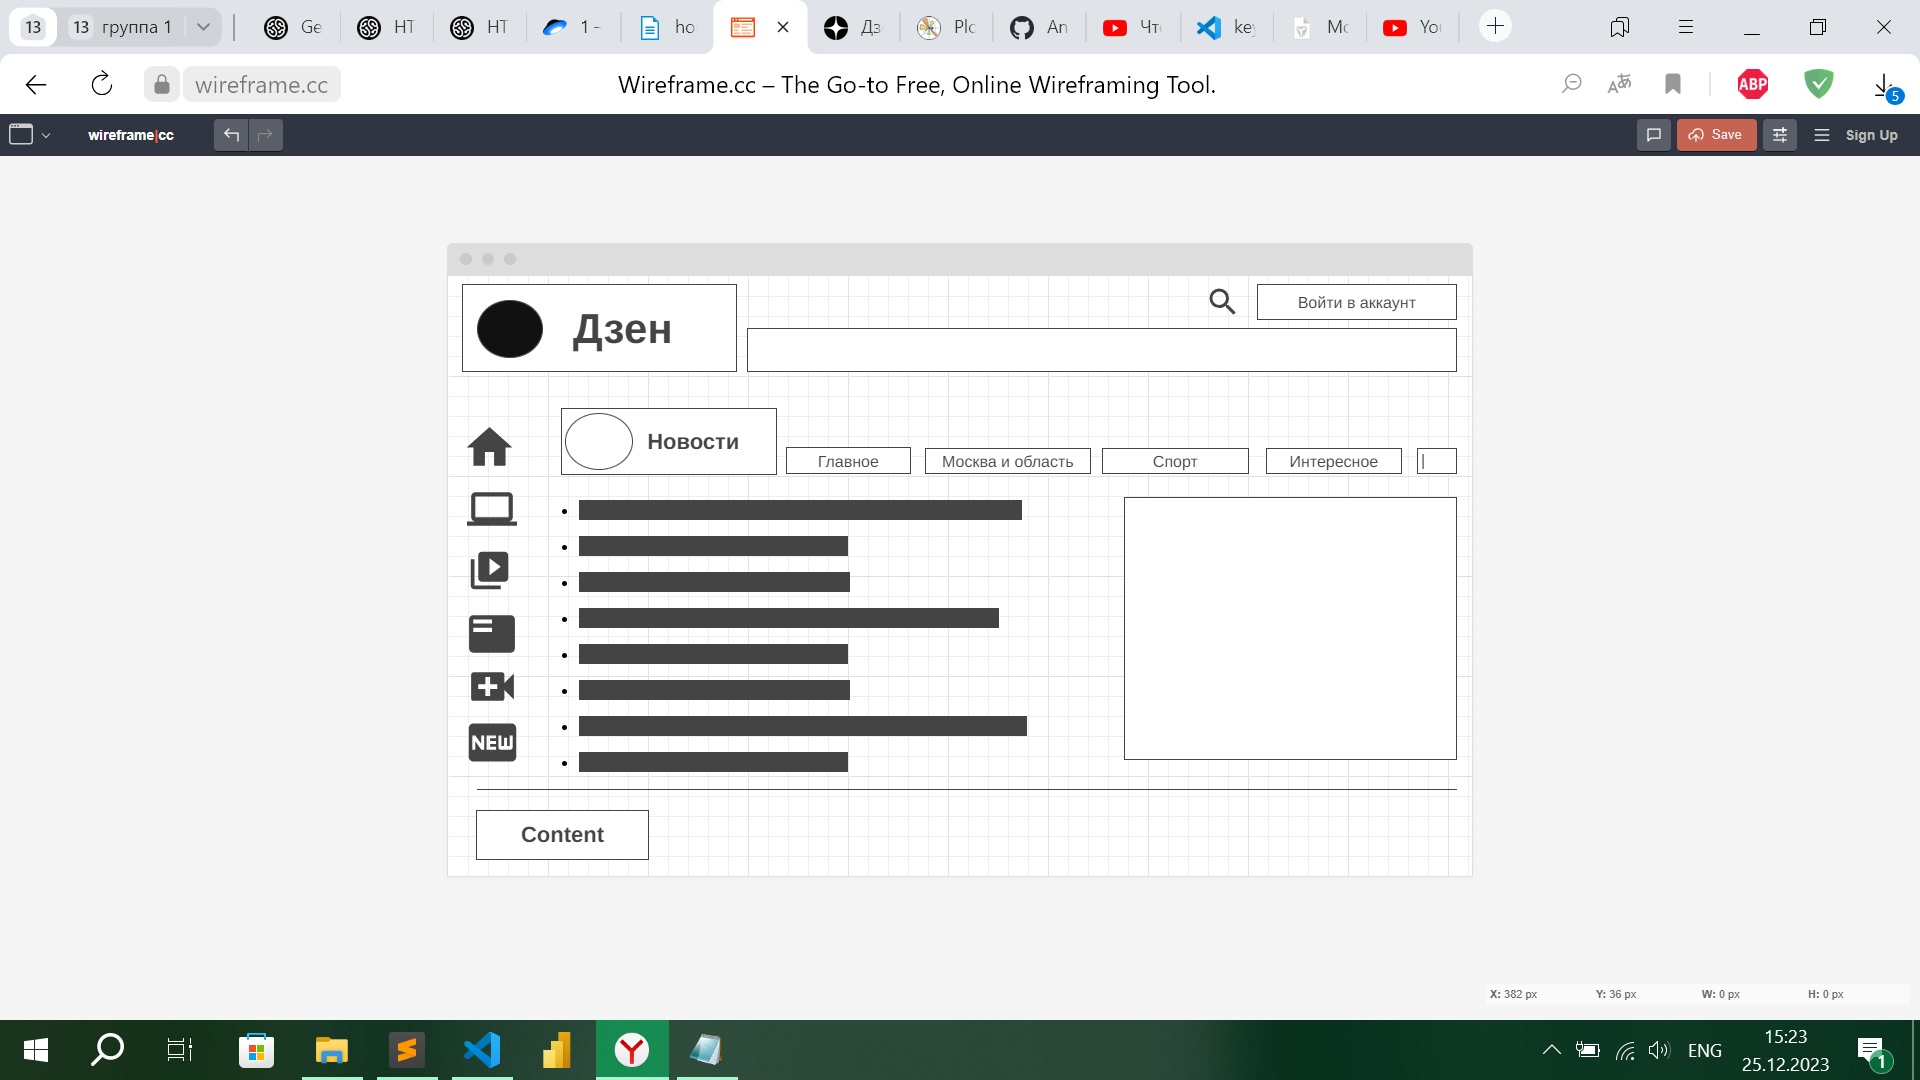 13
13 группа 1
Ge
HT
HT
1 –
ho
Дз
Plo
An
Чт
key
Мо
You
wireframe.cc
Wireframe.cc – The Go-to Free, Online Wireframing Tool.
ABP
5
wireframe|cc
Save
Sign Up
Дзен
Войти в аккаунт
Новости
Главное
Москва и область
Спорт
Интересное
NEW
Content
X: 382 px
Y: 36 px
W: 0 px
H: 0 px
ENG
15:23
25.12.2023
1